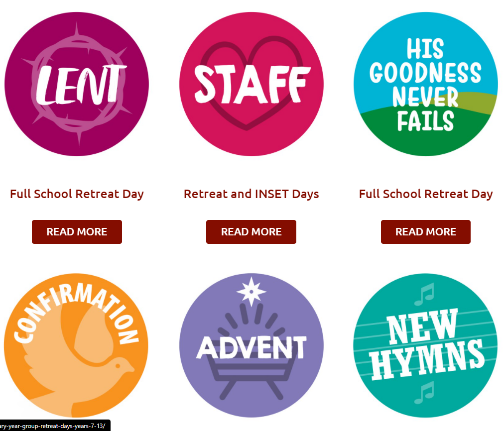 LENT
STAFF
HIS
GOODNESS
NEVER
FAILS
Full School Retreat Day
Retreat and INSET Days
Full School Retreat Day
READ MORE
READ MORE
READ MORE
CONFIRMATION
ADVENT
NEW
HYMNS
ary-year-group-retreat-days-years-7-13/